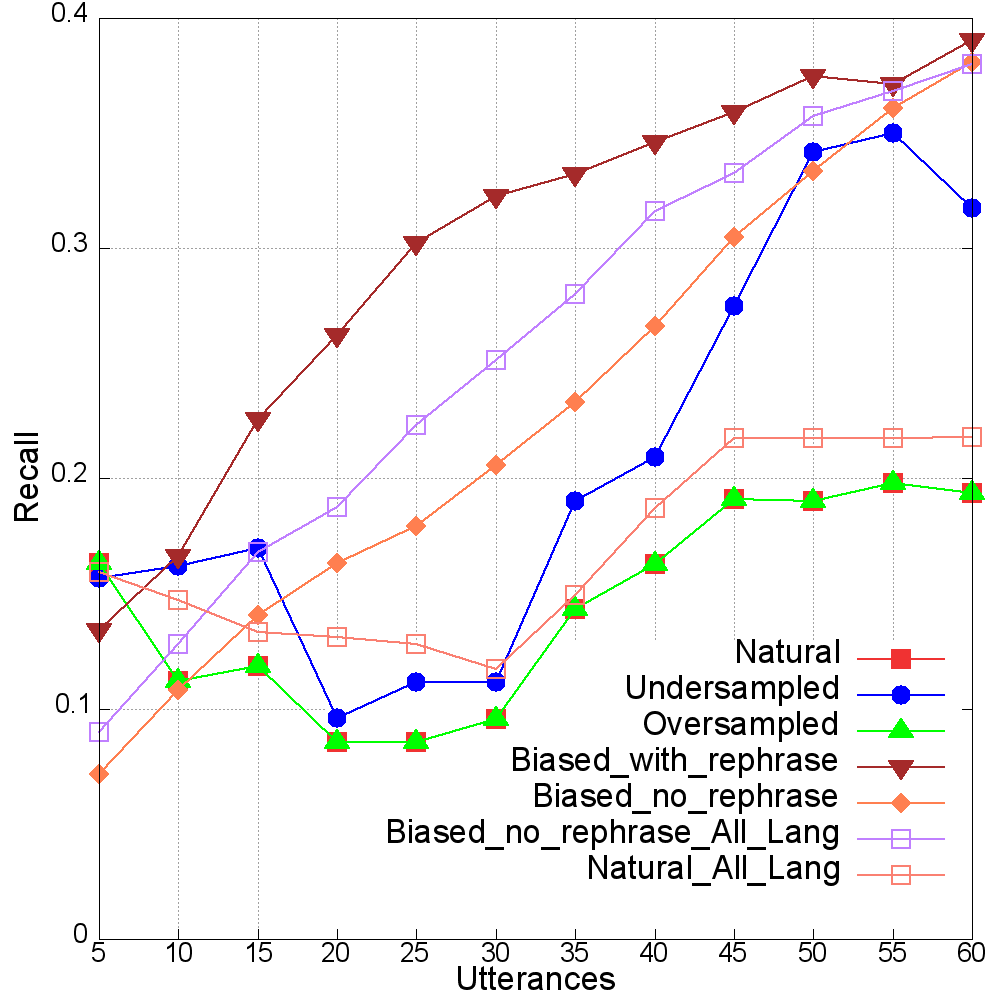 0.4
0.3
0.2
0.1
0
Recall
Natural
Undersampled
Oversampled
Biased_with_rephrase
Biased_no_rephrase
Biased_no_rephrase_All_Lang
Natural_All_Lang
5 10 15 20 25 30 35 40 45 50 55 60
Utterances